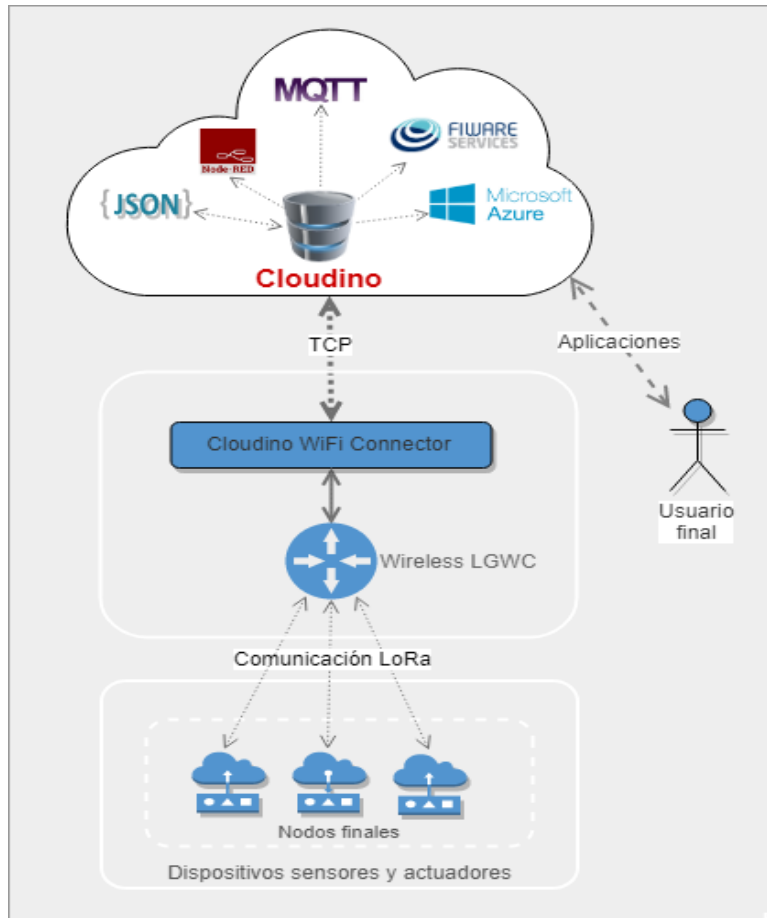 MQTT
FIWARE
SERVICES
Node-RED
{JSON}
Microsoft
Azure
Cloudino
TCP
Aplicaciones
Cloudino WiFi Connector
Usuario
final
Wireless LGWC
Comunicación LoRa
Nodos finales
Dispositivos sensores y actuadores